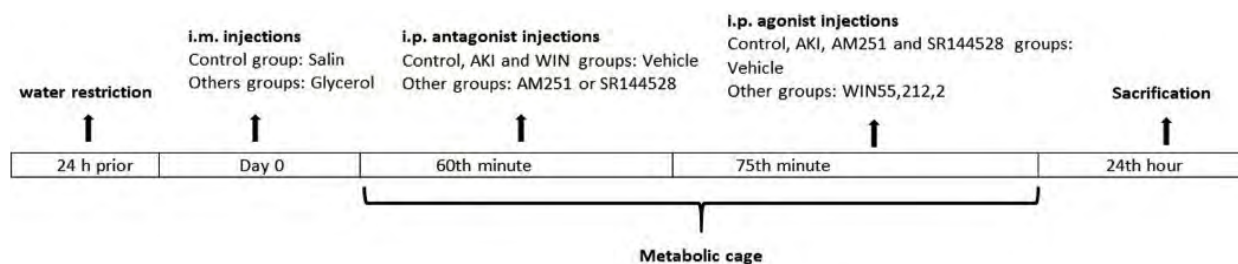 i.m. injections
Control group: Salin
Others groups: Glycerol
i.p. antagonist injections
Control, AKI and WIN groups: Vehicle
Other groups: AM251 or SR144528
i.p. agonist injections
Control, AKI, AM251 and SR144528 groups:
Vehicle
Other groups: WIN55,212,2
water restriction
Sacrification
24 h prior
Day 0
60th minute
75th minute
24th hour
Metabolic cage